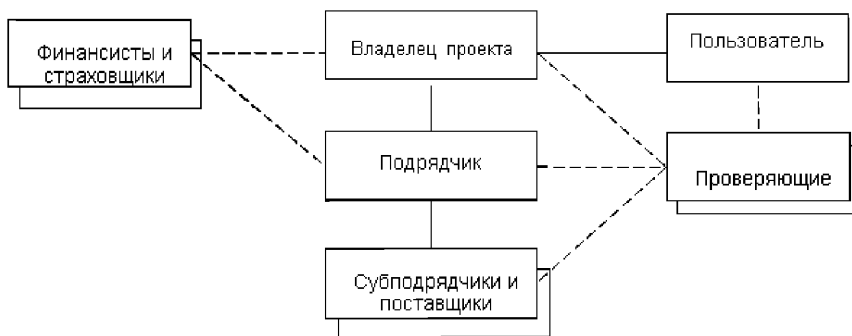 Финансисты и
страховщики
Владелец проекта
Пользователь
Подрядчик
Проверяющие
Субподрядчики и
поставщики